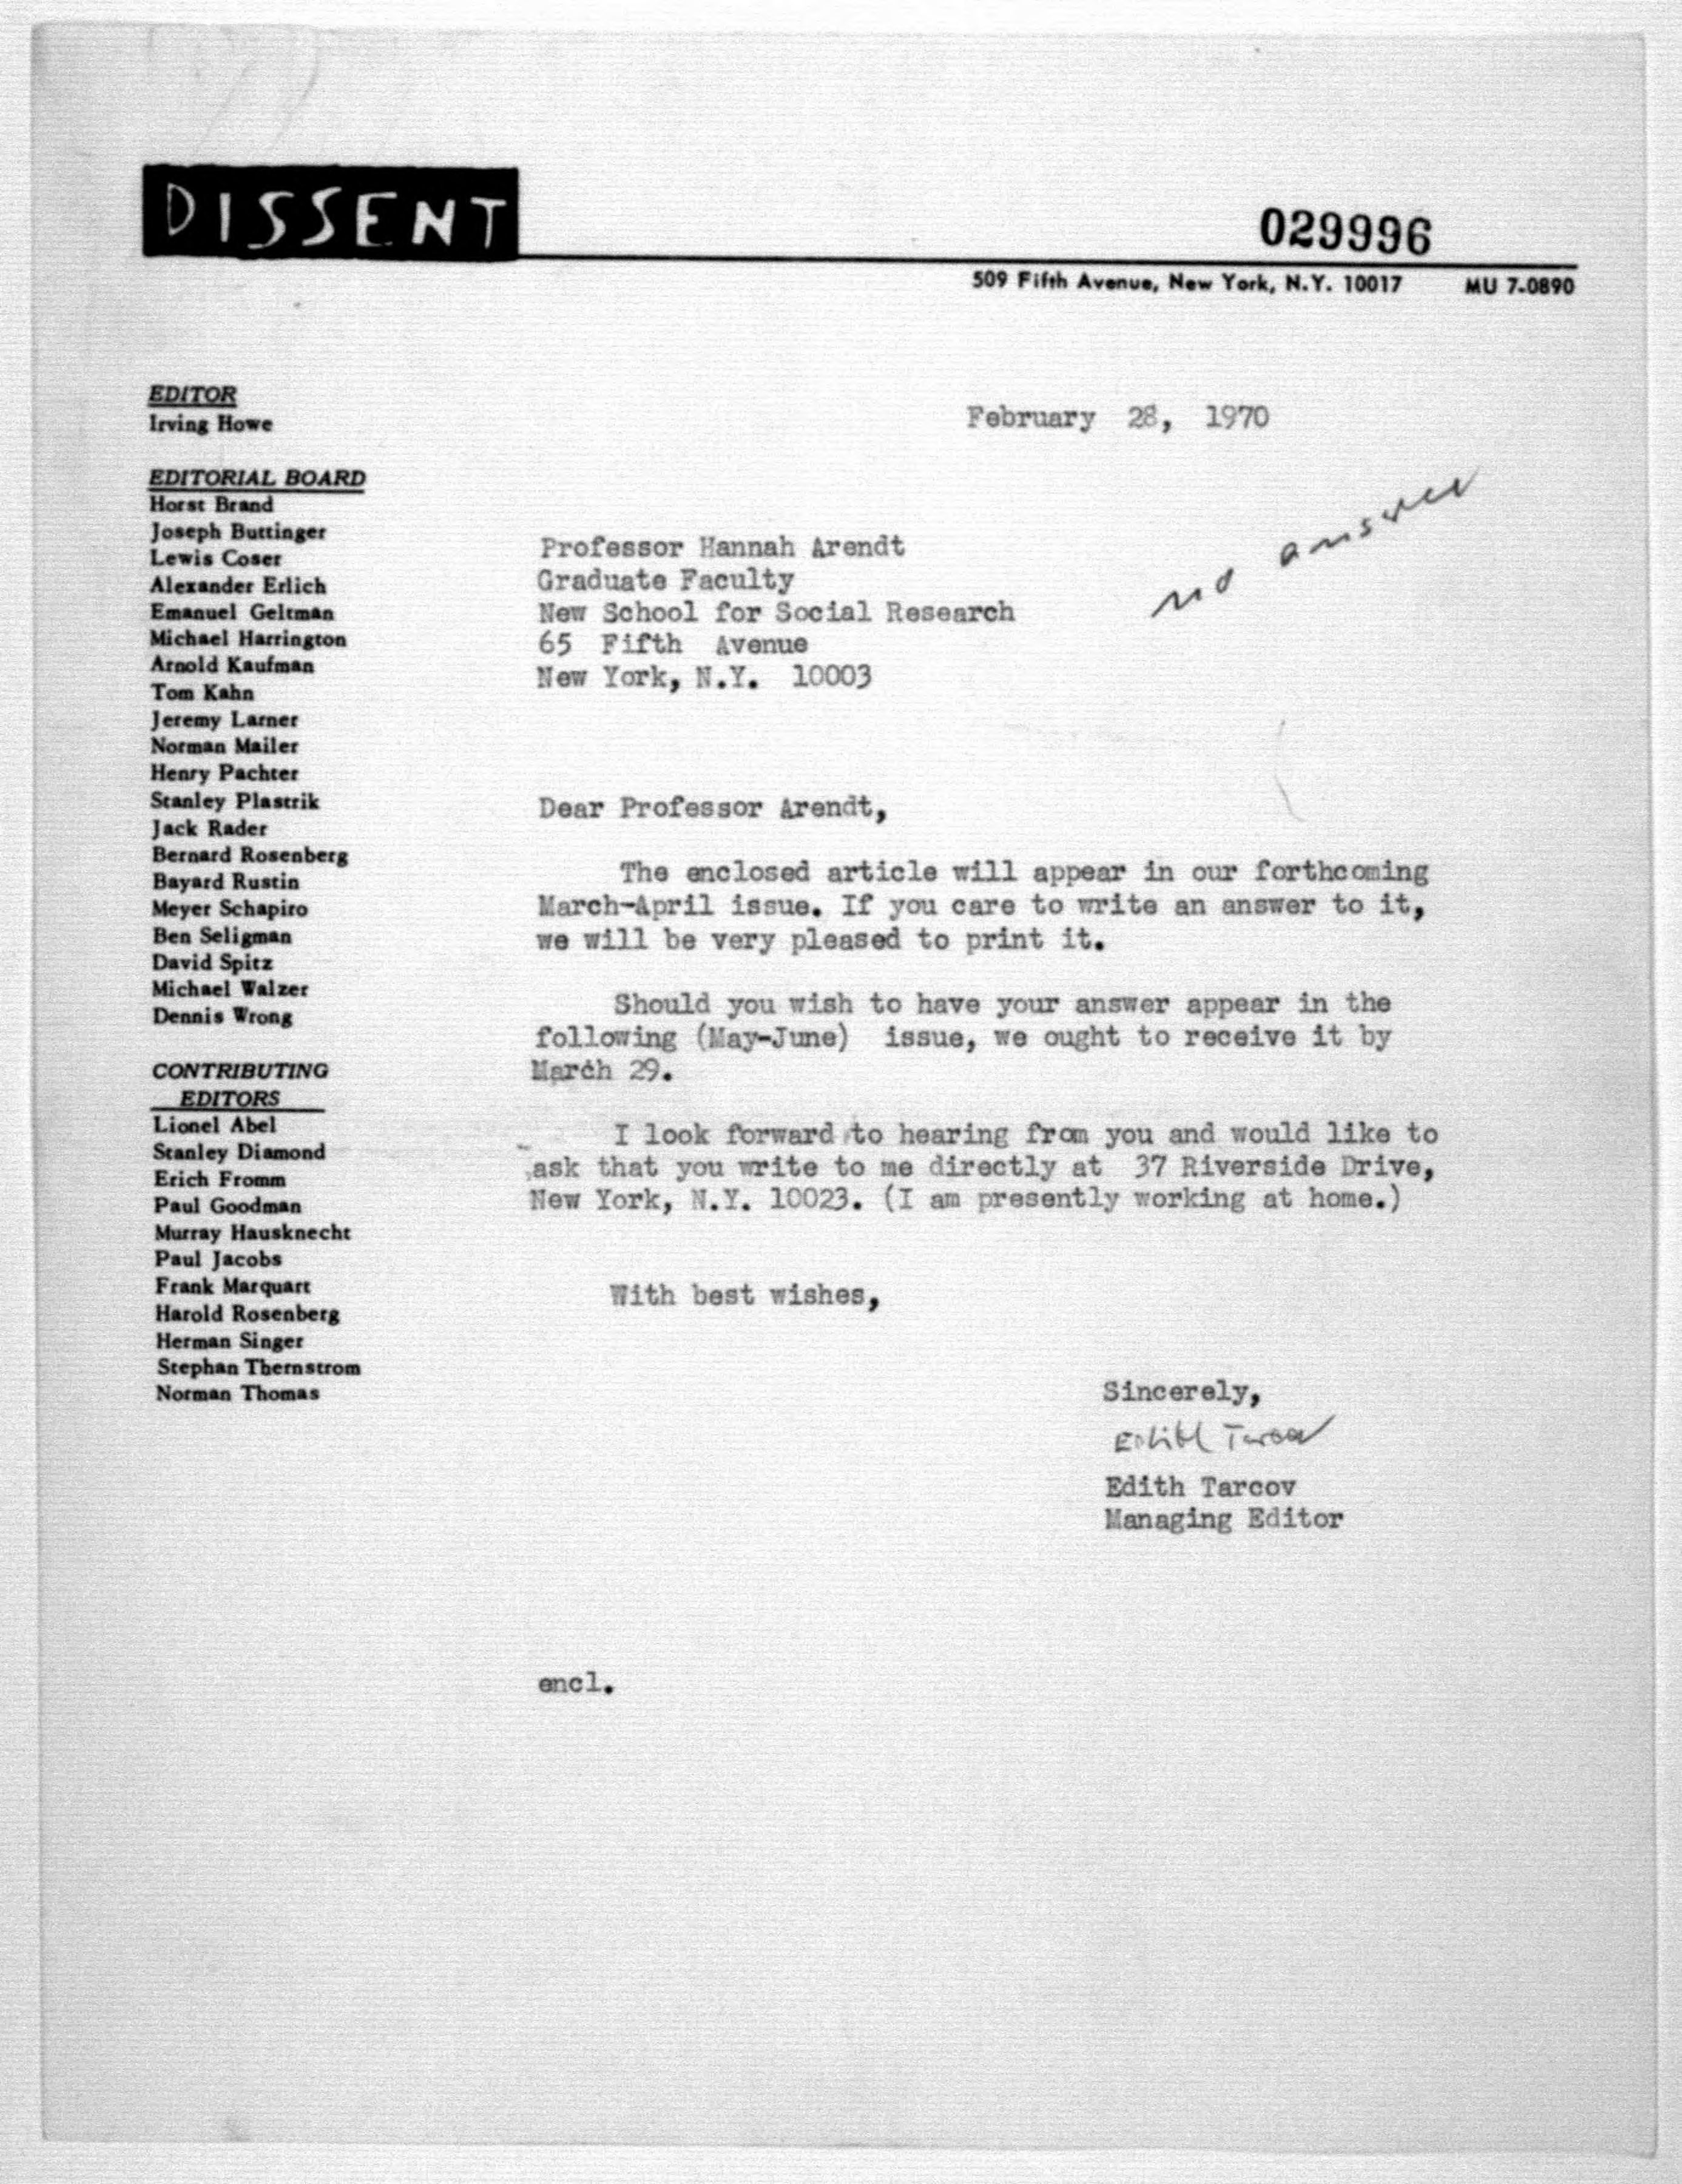 DISSENT
029996
509 Fifth Avenue, New York, N.Y. 10017 MU 7-0890
EDITOR
Irving Howe
EDITORIAL BOARD
Horst Brand
Joseph Buttinger
Lewis Coser
Alexander Erlich
Emanuel Geltman
Michael Harrington
Arnold Kaufman
Tom Kahn
Jeremy Larner
Norman Mailer
Henry Pachter
Stanley Plastrik
Jack Rader
Bernard Rosenberg
Bayard Rustin
Meyer Schapiro
Ben Seligman
David Spitz
Michael Walzer
Dennis Wrong
CONTRIBUTING
EDITORS
Lionel Abel
Stanley Diamond
Erich Fromm
Paul Goodman
Murray Hausknecht
Paul Jacobs
Frank Marquart
Harold Rosenberg
Herman Singer
Stephan Thernstrom
Norman Thomas
February 28, 1970
no answer
Professor Hannah Arendt
Graduate Faculty
New School for Social Research
65 Fifth Avenue
New York, N.Y. 10003
Dear Professor Arendt,
The enclosed article will appear in our forthcoming
March-April issue. If you care to write an answer to it,
we will be very pleased to print it.
Should you wish to have your answer appear in the
following (May-June) issue, we ought to receive it by
March 29.
I look forward to hearing from you and would like to
ask that you write to me directly at 37 Riverside Drive,
New York, N.Y. 10023. (I am presently working at home.)
With best wishes,
Sincerely,
Edith Tarcov
Edith Tarcov
Managing Editor
encl.